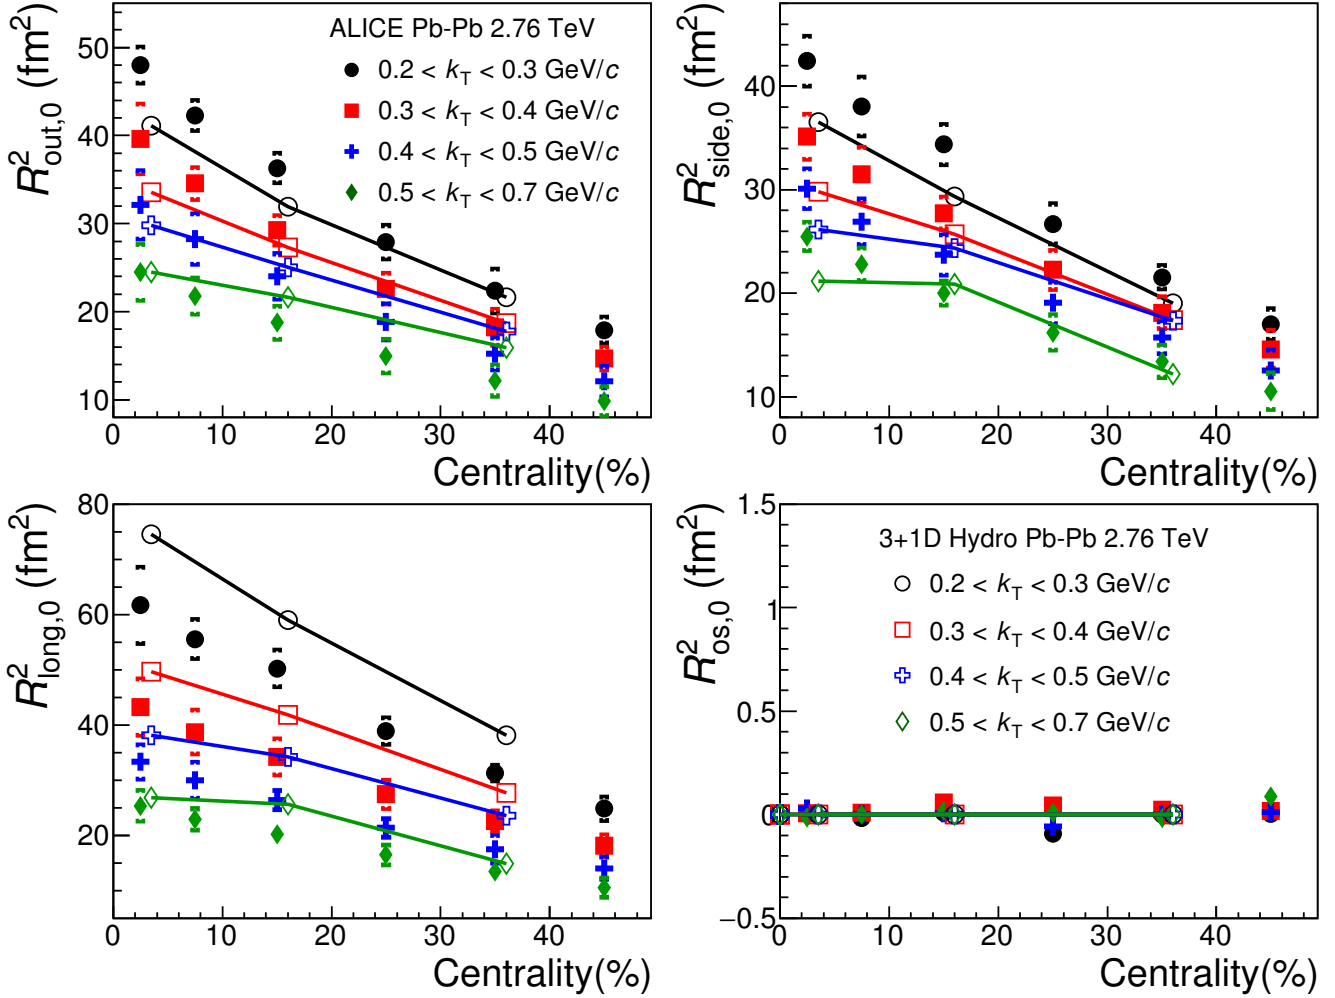 R²out,0 (fm²)
50
40
30
20
10
ALICE Pb-Pb 2.76 TeV
0.2 < kT < 0.3 GeV/c
0.3 < kT < 0.4 GeV/c
0.4 < kT < 0.5 GeV/c
0.5 < kT < 0.7 GeV/c
0 10 20 30 40
Centrality(%)
R²side,0 (fm²)
40
30
20
10
0 10 20 30 40
Centrality(%)
R²long,0 (fm²)
80
60
40
20
0 10 20 30 40
Centrality(%)
R²os,0 (fm²)
1.5
1
0.5
0
−0.5
3+1D Hydro Pb-Pb 2.76 TeV
0.2 < kT < 0.3 GeV/c
0.3 < kT < 0.4 GeV/c
0.4 < kT < 0.5 GeV/c
0.5 < kT < 0.7 GeV/c
0 10 20 30 40
Centrality(%)